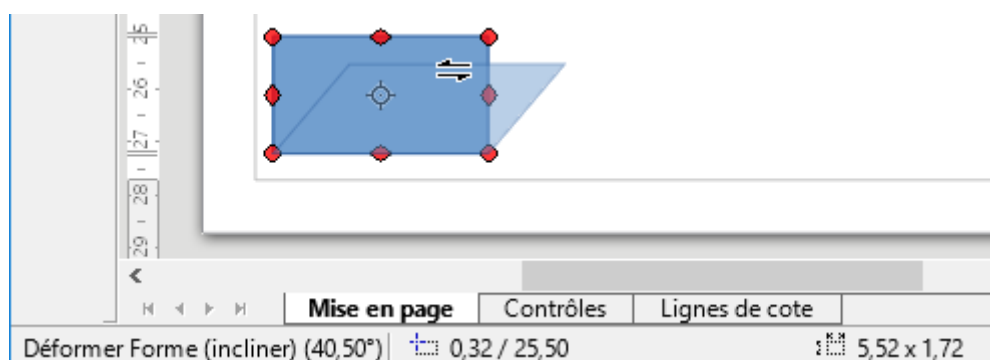 25
26
27
28
29
Mise en page Contrôles Lignes de cote
Déformer Forme (incliner) (40,50°) 0,32 / 25,50 5,52 x 1,72